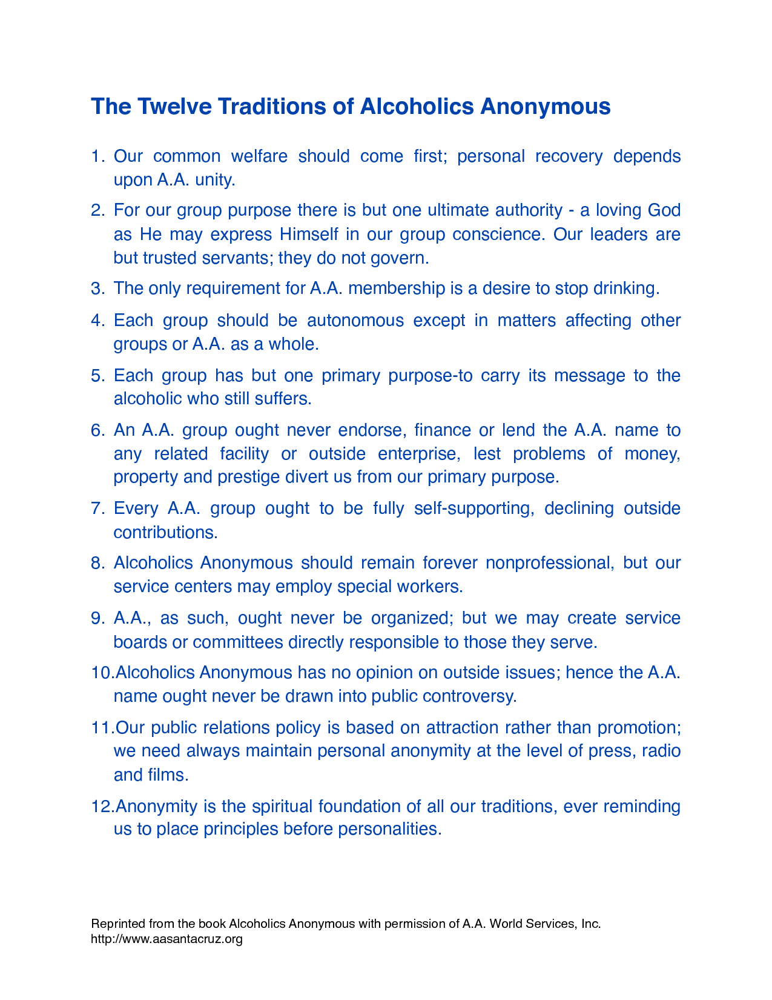 The Twelve Traditions of Alcoholics Anonymous
1. Our common welfare should come first; personal recovery depends
upon A.A. unity.
2. For our group purpose there is but one ultimate authority - a loving God
as He may express Himself in our group conscience. Our leaders are
but trusted servants; they do not govern.
3. The only requirement for A.A. membership is a desire to stop drinking.
4. Each group should be autonomous except in matters affecting other
groups or A.A. as a whole.
5. Each group has but one primary purpose-to carry its message to the
alcoholic who still suffers.
6. An A.A. group ought never endorse, finance or lend the A.A. name to
any related facility or outside enterprise, lest problems of money,
property and prestige divert us from our primary purpose.
7. Every A.A. group ought to be fully self-supporting, declining outside
contributions.
8. Alcoholics Anonymous should remain forever nonprofessional, but our
service centers may employ special workers.
9. A.A., as such, ought never be organized; but we may create service
boards or committees directly responsible to those they serve.
10.Alcoholics Anonymous has no opinion on outside issues; hence the A.A.
name ought never be drawn into public controversy.
11.Our public relations policy is based on attraction rather than promotion;
we need always maintain personal anonymity at the level of press, radio
and films.
12.Anonymity is the spiritual foundation of all our traditions, ever reminding
us to place principles before personalities.
Reprinted from the book Alcoholics Anonymous with permission of A.A. World Services, Inc.
http://www.aasantacruz.org